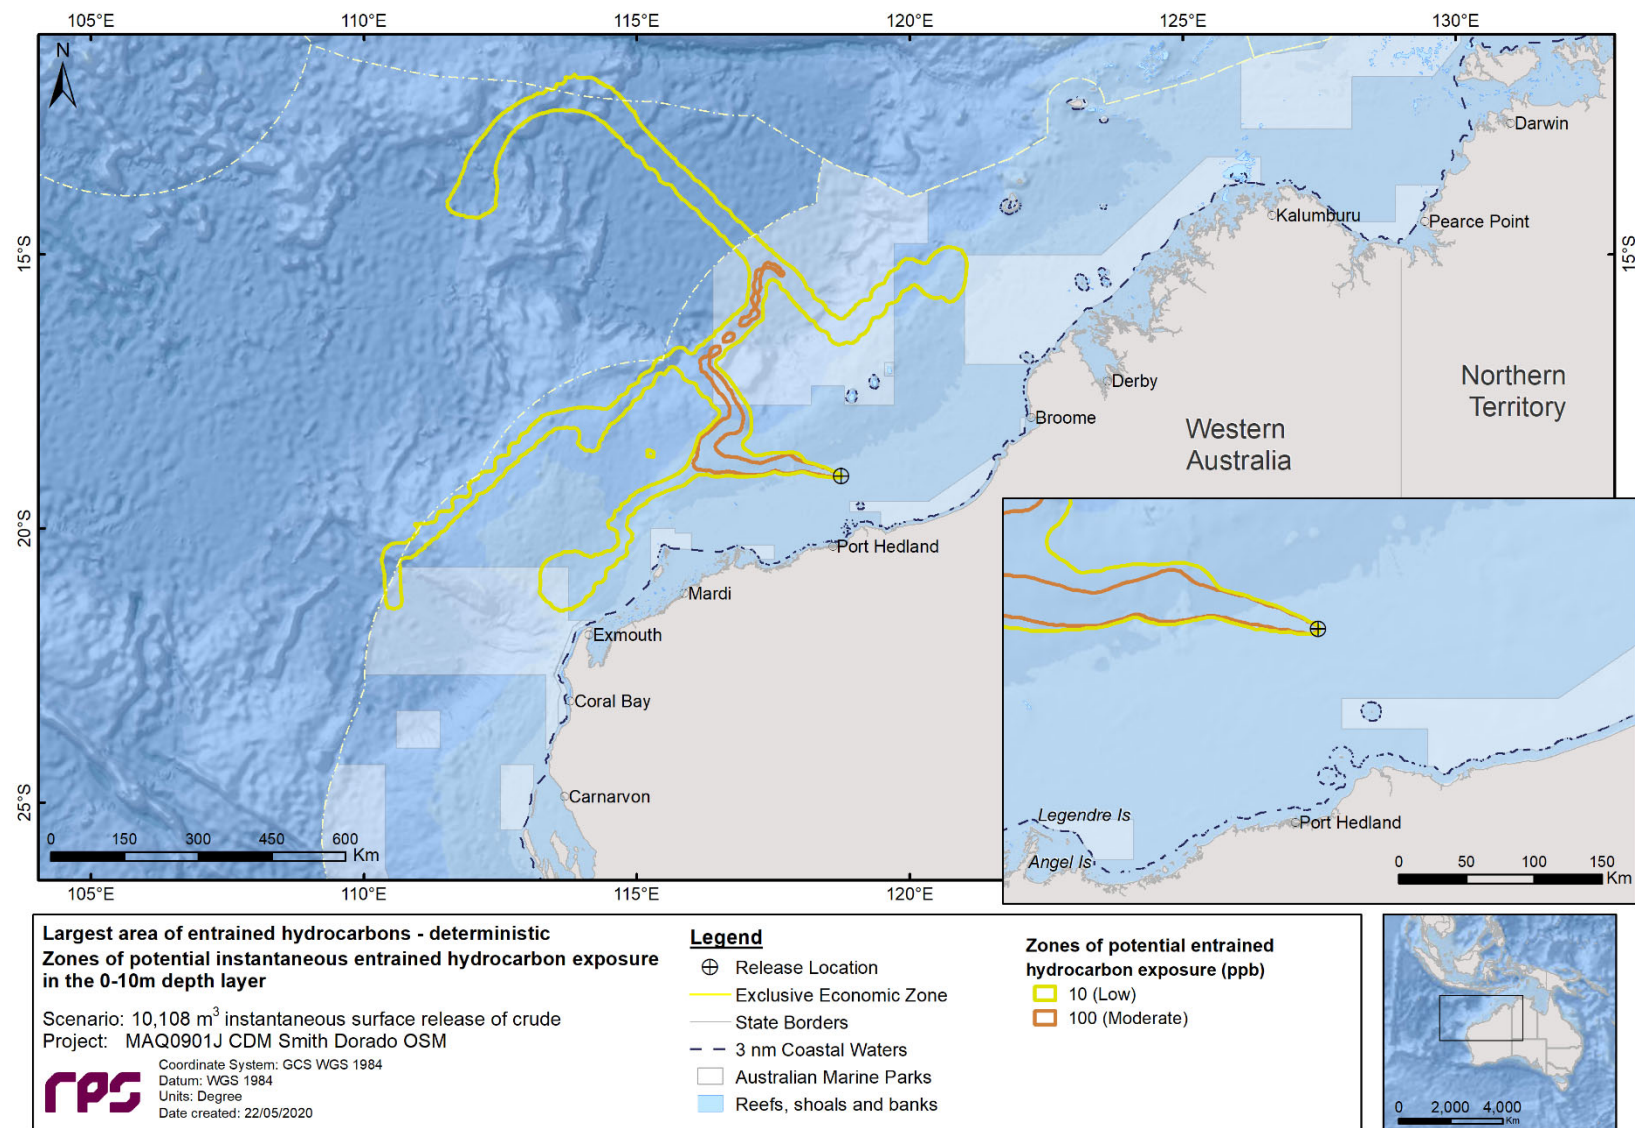 105°E
110°E
115°E
120°E
125°E
130°E
N
Darwin
Kalumburu
Pearce Point
15°S
15°S
Derby
Northern
Territory
Broome
Western
Australia
20°S
Port Hedland
Mardi
Exmouth
Coral Bay
Carnarvon
25°S
0 150 300 450 600
Km
Legendre Is
Angel Is
Port Hedland
0 50 100 150
Km
105°E
110°E
115°E
120°E
Largest area of entrained hydrocarbons - deterministic
Zones of potential instantaneous entrained hydrocarbon exposure
in the 0-10m depth layer
Scenario: 10,108 m³ instantaneous surface release of crude
Project: MAQ0901J CDM Smith Dorado OSM
rps
Coordinate System: GCS WGS 1984
Datum: WGS 1984
Units: Degree
Date created: 22/05/2020
Legend
Release Location
Exclusive Economic Zone
State Borders
3 nm Coastal Waters
Australian Marine Parks
Reefs, shoals and banks
Zones of potential entrained
hydrocarbon exposure (ppb)
10 (Low)
100 (Moderate)
0 2,000 4,000
Km